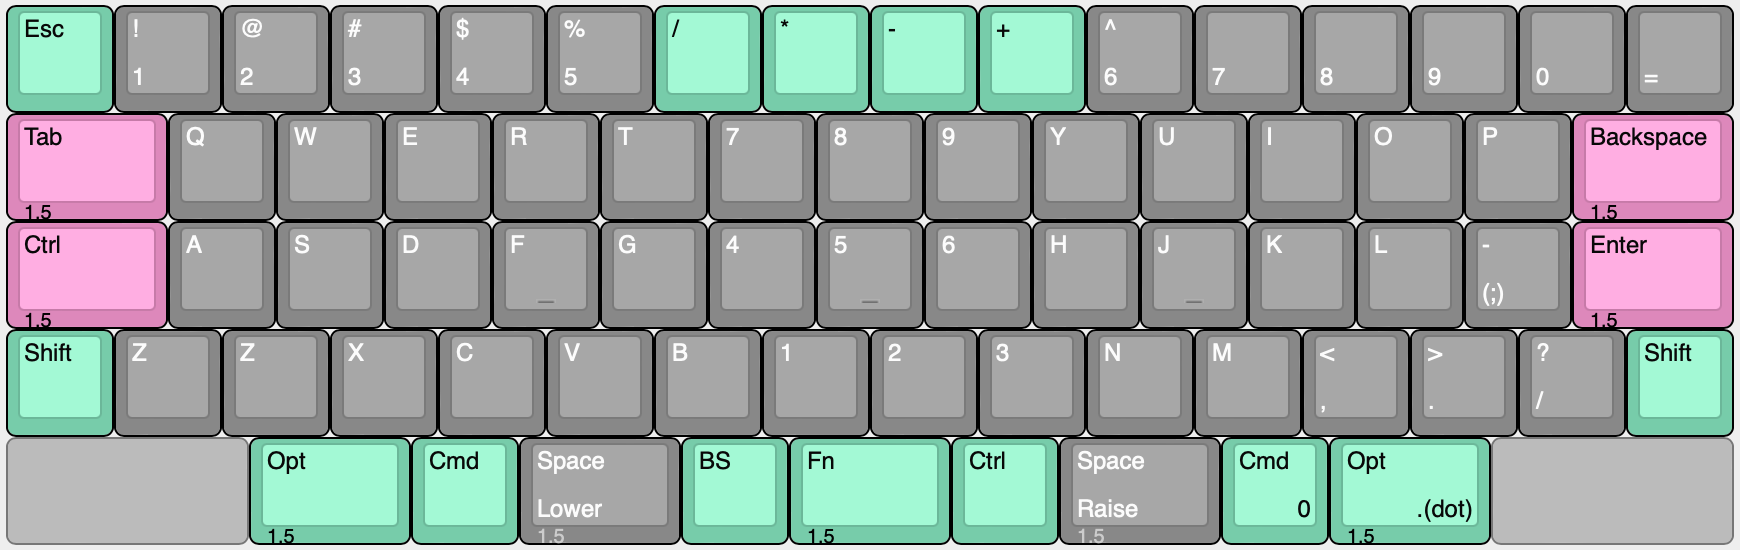 Esc ! @ # $ % / * - + ^
1 2 3 4 5 6 7 8 9 0 =
Tab Q W E R T 7 8 9 Y U I O P Backspace
1.5 1.5
Ctrl A S D F G 4 5 6 H J K L - Enter
_ _ _ (;)
1.5 1.5
Shift Z Z X C V B 1 2 3 N M < > ? Shift
, . /
Opt Cmd Space BS Fn Ctrl Space Cmd Opt
Lower Raise 0 .(dot)
1.5 1.5 1.5 1.5 1.5